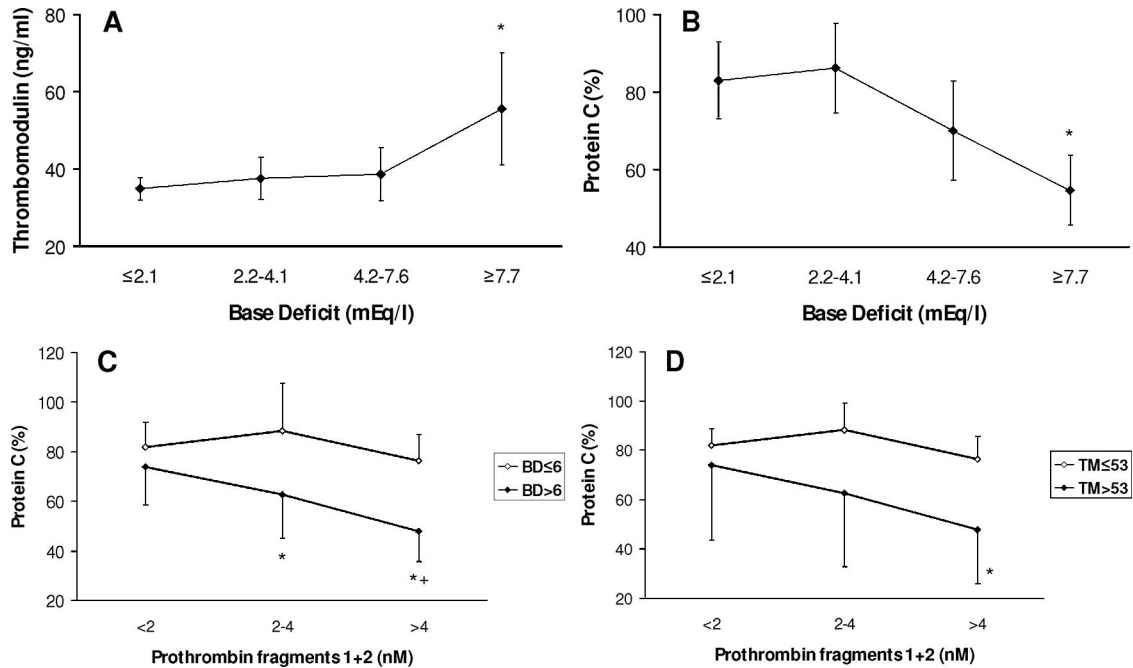 A
Thrombomodulin (ng/ml)
80
60
40
20
*
≤2.1 2.2-4.1 4.2-7.6 ≥7.7
Base Deficit (mEq/l)
B
Protein C (%)
100
80
60
40
*
≤2.1 2.2-4.1 4.2-7.6 ≥7.7
Base Deficit (mEq/l)
C
Protein C (%)
120
100
80
60
40
20
*
*+
BD≤6
BD>6
<2 2-4 >4
Prothrombin fragments 1+2 (nM)
D
Protein C (%)
120
100
80
60
40
20
*
TM≤53
TM>53
<2 2-4 >4
Prothrombin fragments 1+2 (nM)